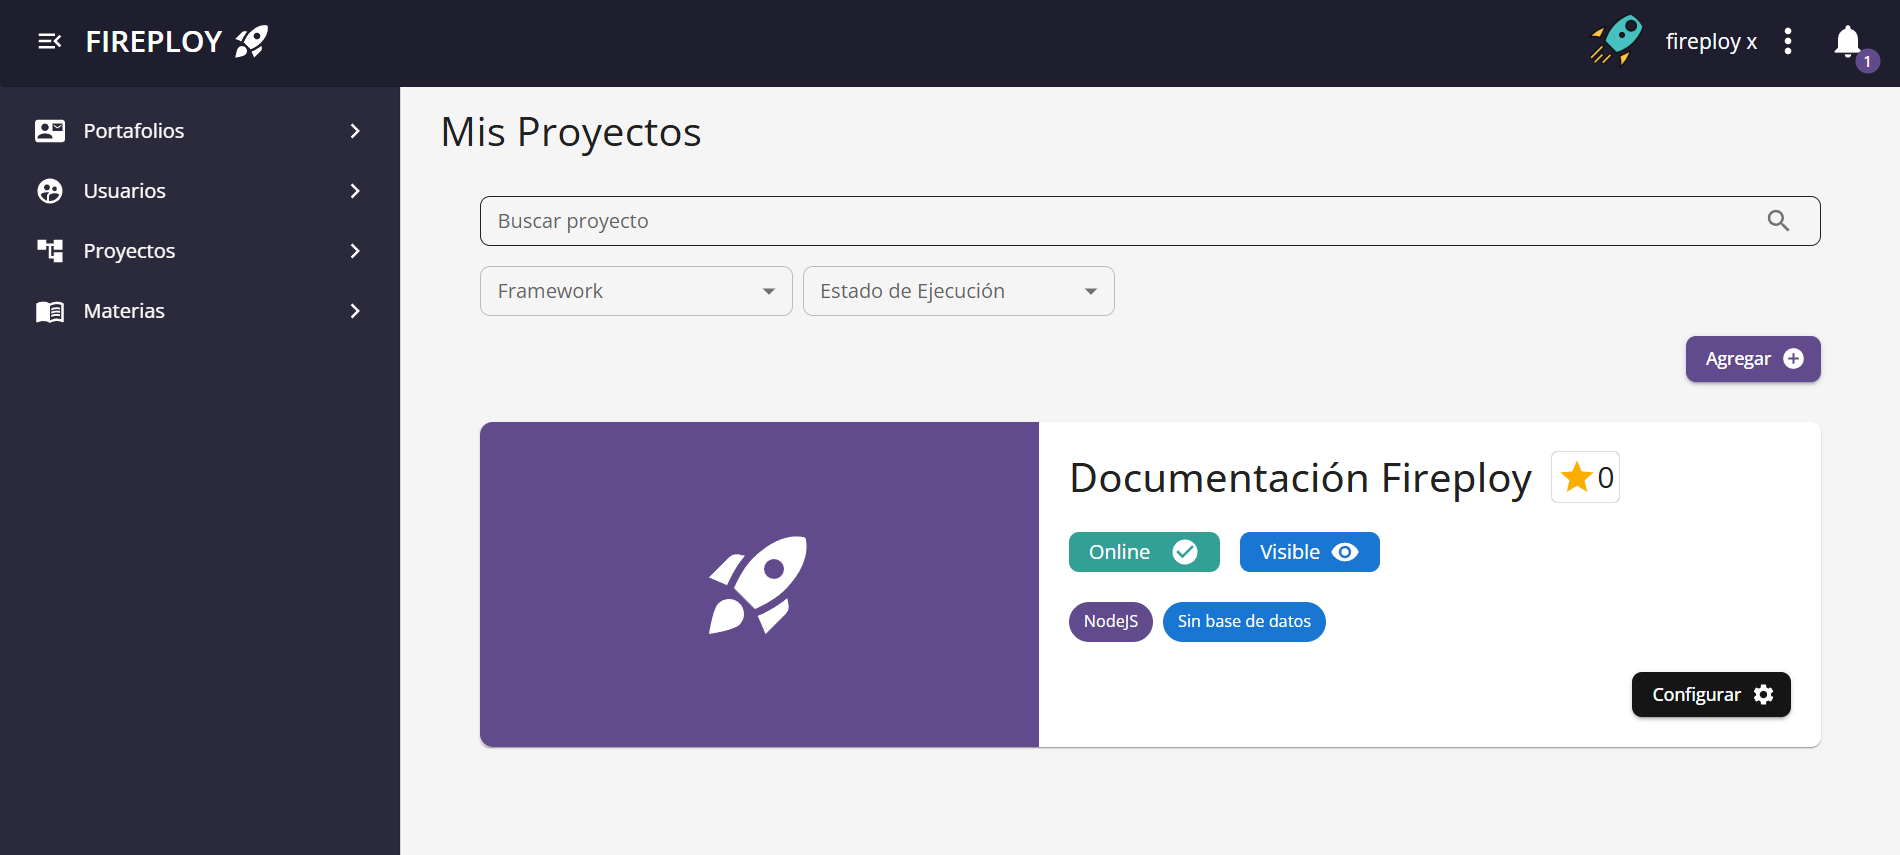 FIREPLOY
fireploy x
1
Portafolios
Usuarios
Proyectos
Materias
Mis Proyectos
Buscar proyecto
Framework
Estado de Ejecución
Agregar
Documentación Fireploy
0
Online
Visible
NodeJS
Sin base de datos
Configurar